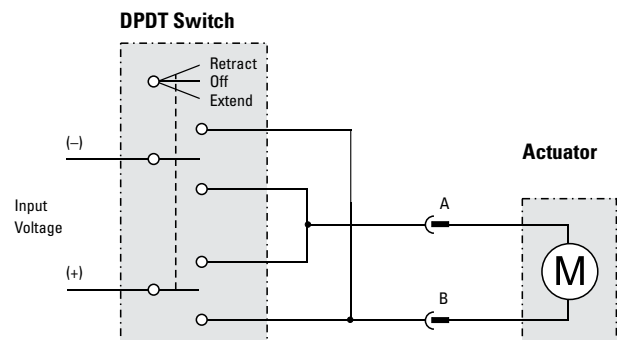 DPDT Switch
Retract
Off
Extend
(–)
Actuator
A
Input
Voltage
M
(+)
B